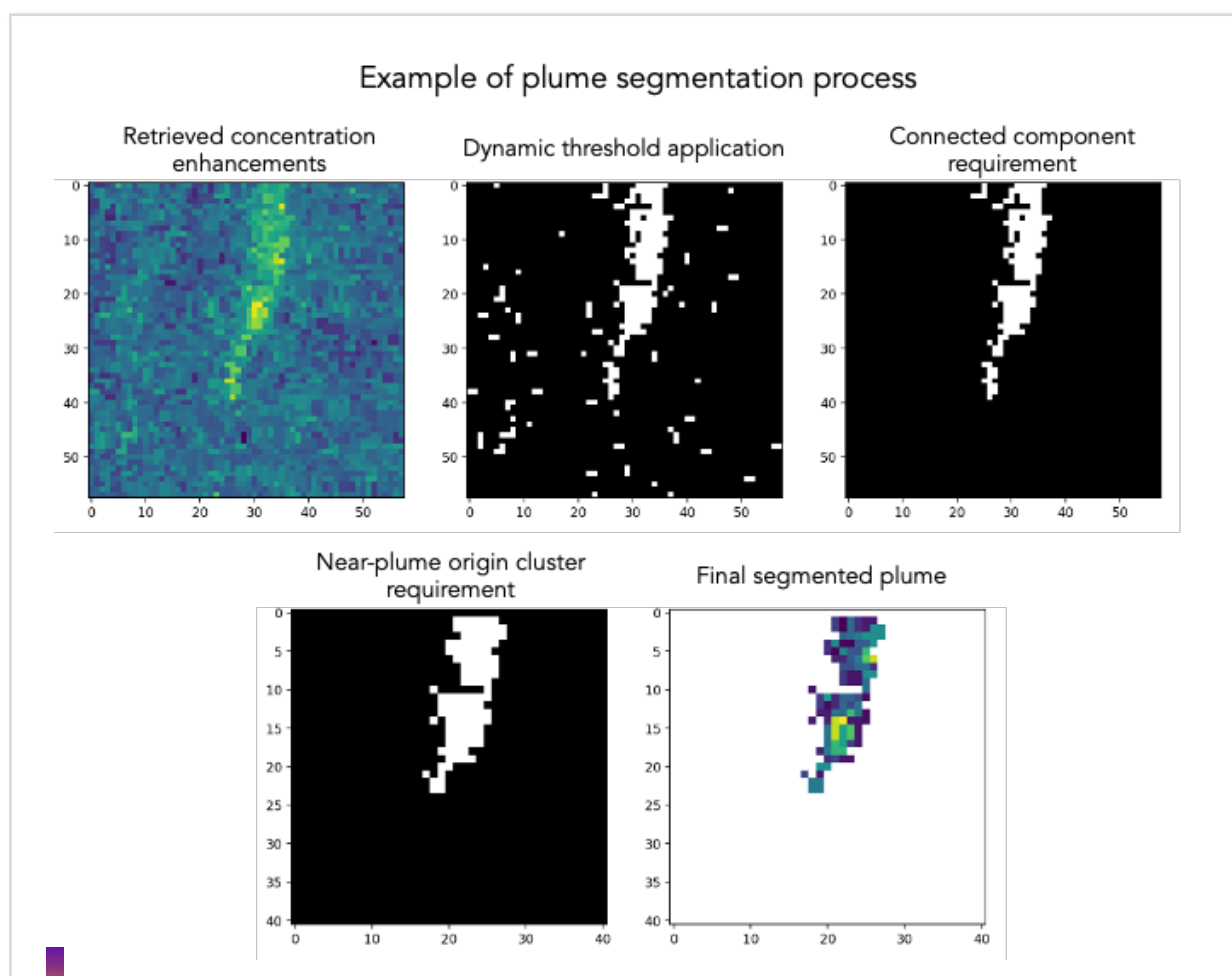 Example of plume segmentation process
Retrieved concentration
enhancements
Dynamic threshold application
Connected component
requirement
0
10
20
30
40
50
0 10 20 30 40 50
0
10
20
30
40
50
0 10 20 30 40 50
0
10
20
30
40
50
0 10 20 30 40 50
Near-plume origin cluster
requirement
Final segmented plume
0
5
10
15
20
25
30
35
40
0 10 20 30 40
0
5
10
15
20
25
30
35
40
0 10 20 30 40